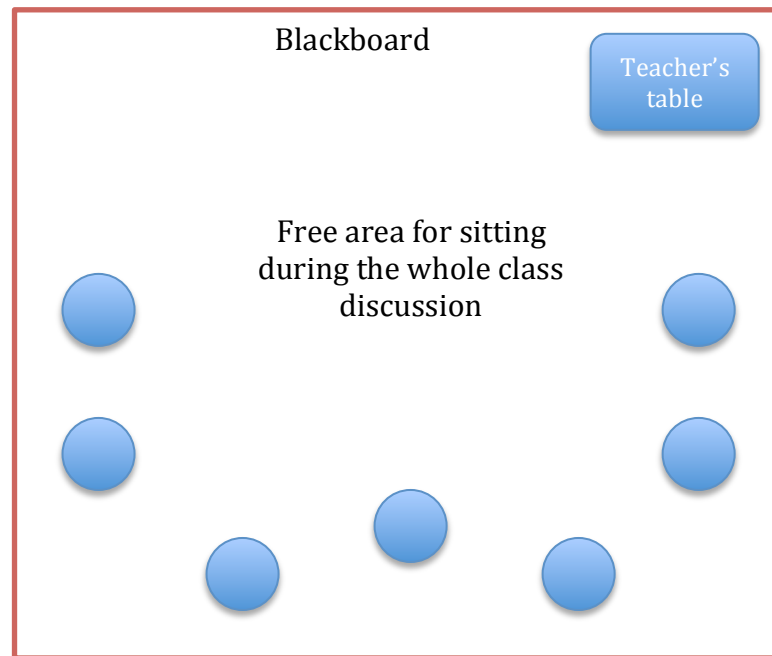 Blackboard
Teacher's
table
Free area for sitting
during the whole class
discussion